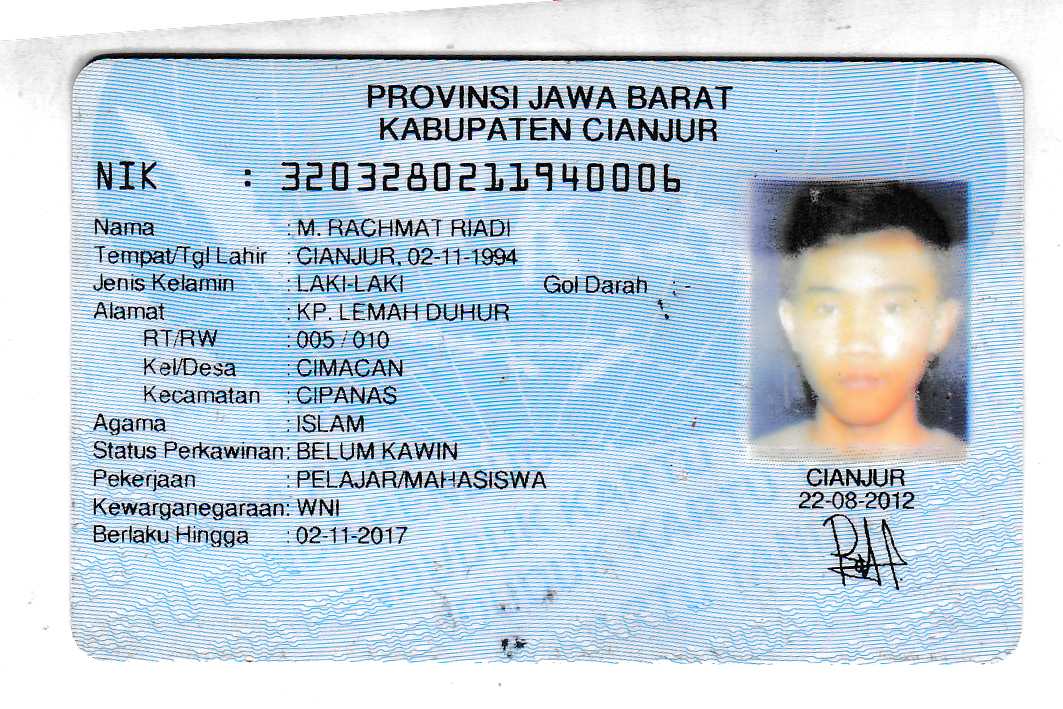 PROVINSI JAWA BARAT
KABUPATEN CIANJUR
NIK : 3203280211940006
Nama : M. RACHMAT RIADI
Tempat/Tgl Lahir : CIANJUR, 02-11-1994
Jenis Kelamin : LAKI-LAKI Gol Darah : -
Alamat : KP. LEMAH DUHUR
RT/RW : 005 / 010
Kel/Desa : CIMACAN
Kecamatan : CIPANAS
Agama : ISLAM
Status Perkawinan: BELUM KAWIN
Pekerjaan : PELAJAR/MAHASISWA
Kewarganegaraan: WNI
Berlaku Hingga : 02-11-2017
CIANJUR
22-08-2012